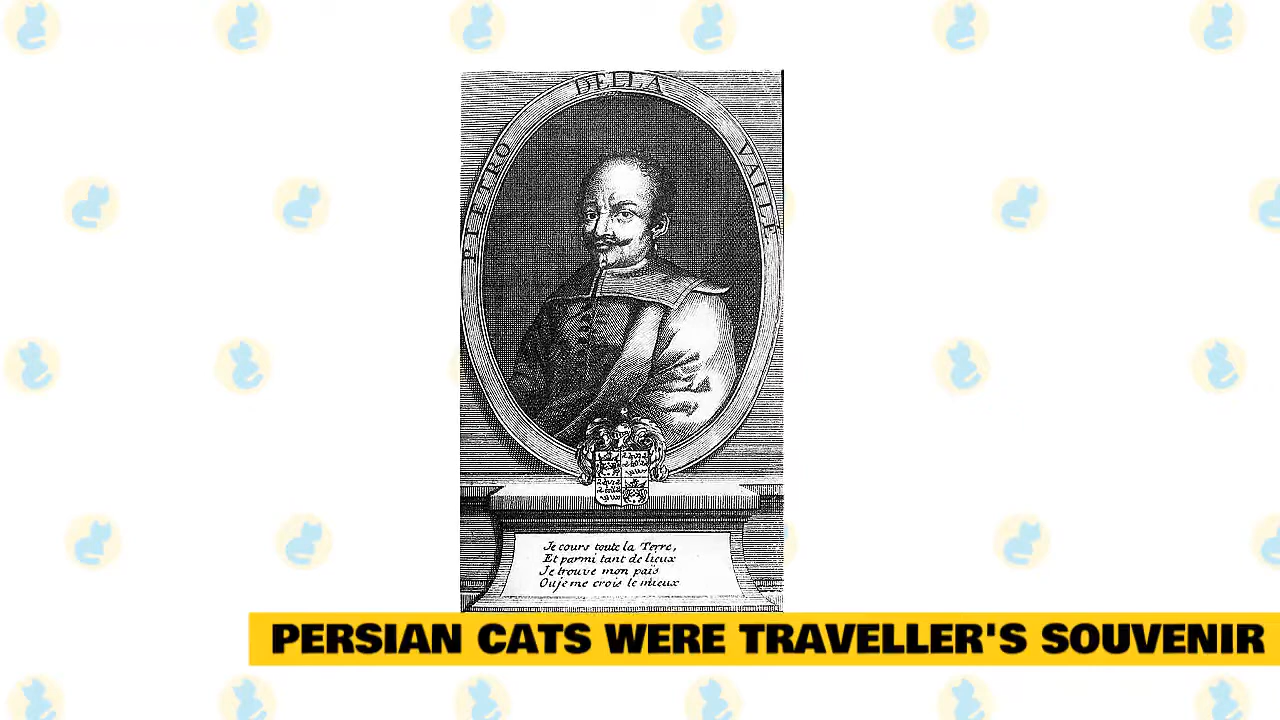 PIETRO DELLA VALLE
Je cours toute la Terre,
Et parmi tant de lieux
Je trouve mon païs
Ou je me crois le mieux
PERSIAN CATS WERE TRAVELLER'S SOUVENIR